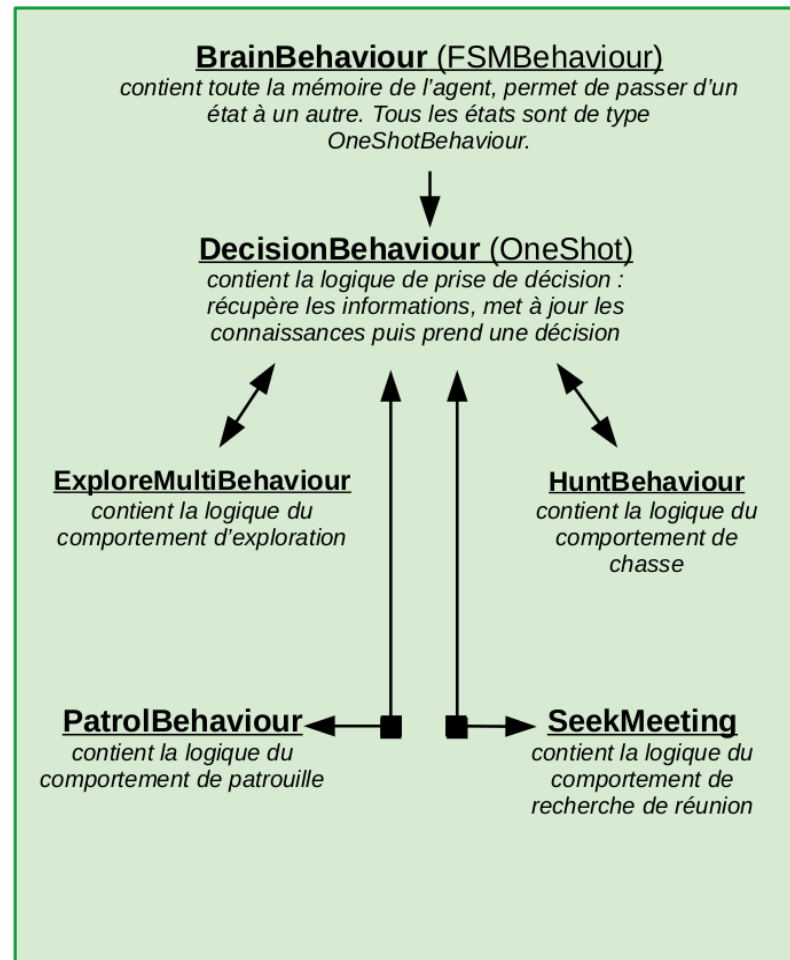 BrainBehaviour (FSMBehaviour)
contient toute la mémoire de l'agent, permet de passer d'un
état à un autre. Tous les états sont de type
OneShotBehaviour.
DecisionBehaviour (OneShot)
contient la logique de prise de décision :
récupère les informations, met à jour les
connaissances puis prend une décision
ExploreMultiBehaviour
contient la logique du
comportement d'exploration
HuntBehaviour
contient la logique du
comportement de
chasse
PatrolBehaviour
contient la logique du
comportement de patrouille
SeekMeeting
contient la logique du
comportement de
recherche de réunion